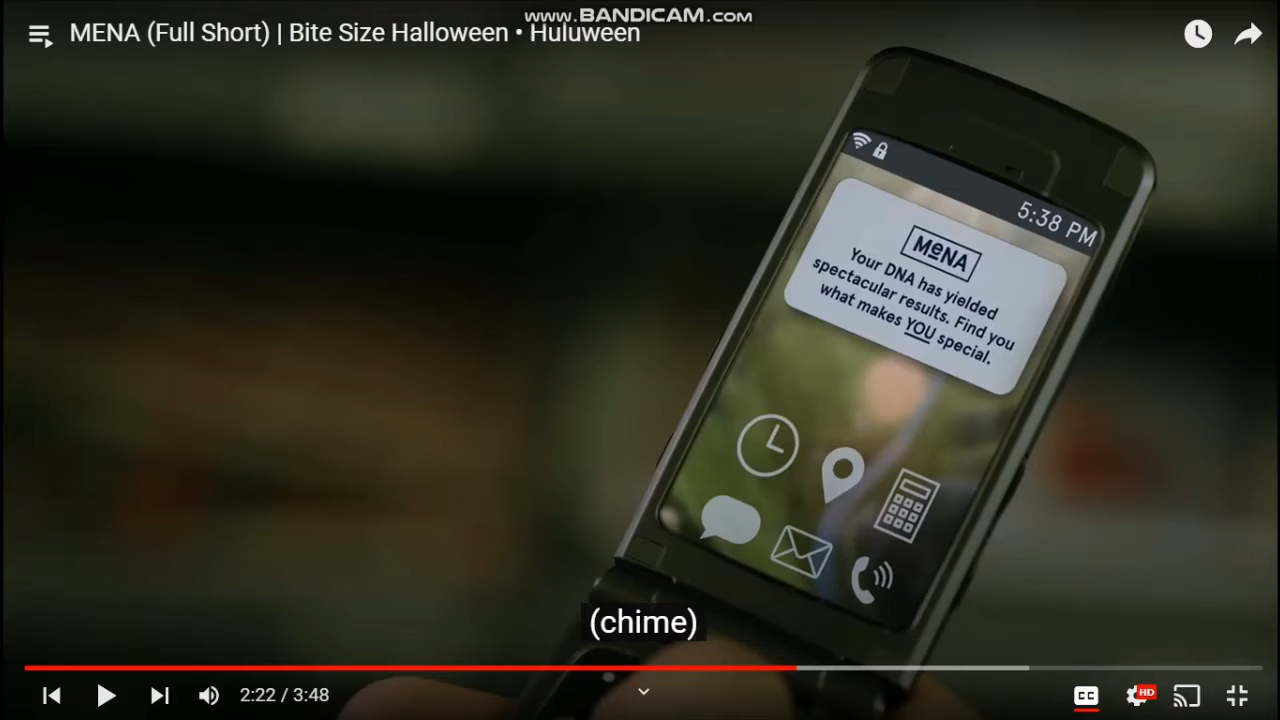 www.BANDICAM.com
MENA (Full Short) | Bite Size Halloween • Huluween
5:38 PM
MeNA
Your DNA has yielded
spectacular results. Find you
what makes YOU special.
(chime)
2:22 / 3:48
CC
HD